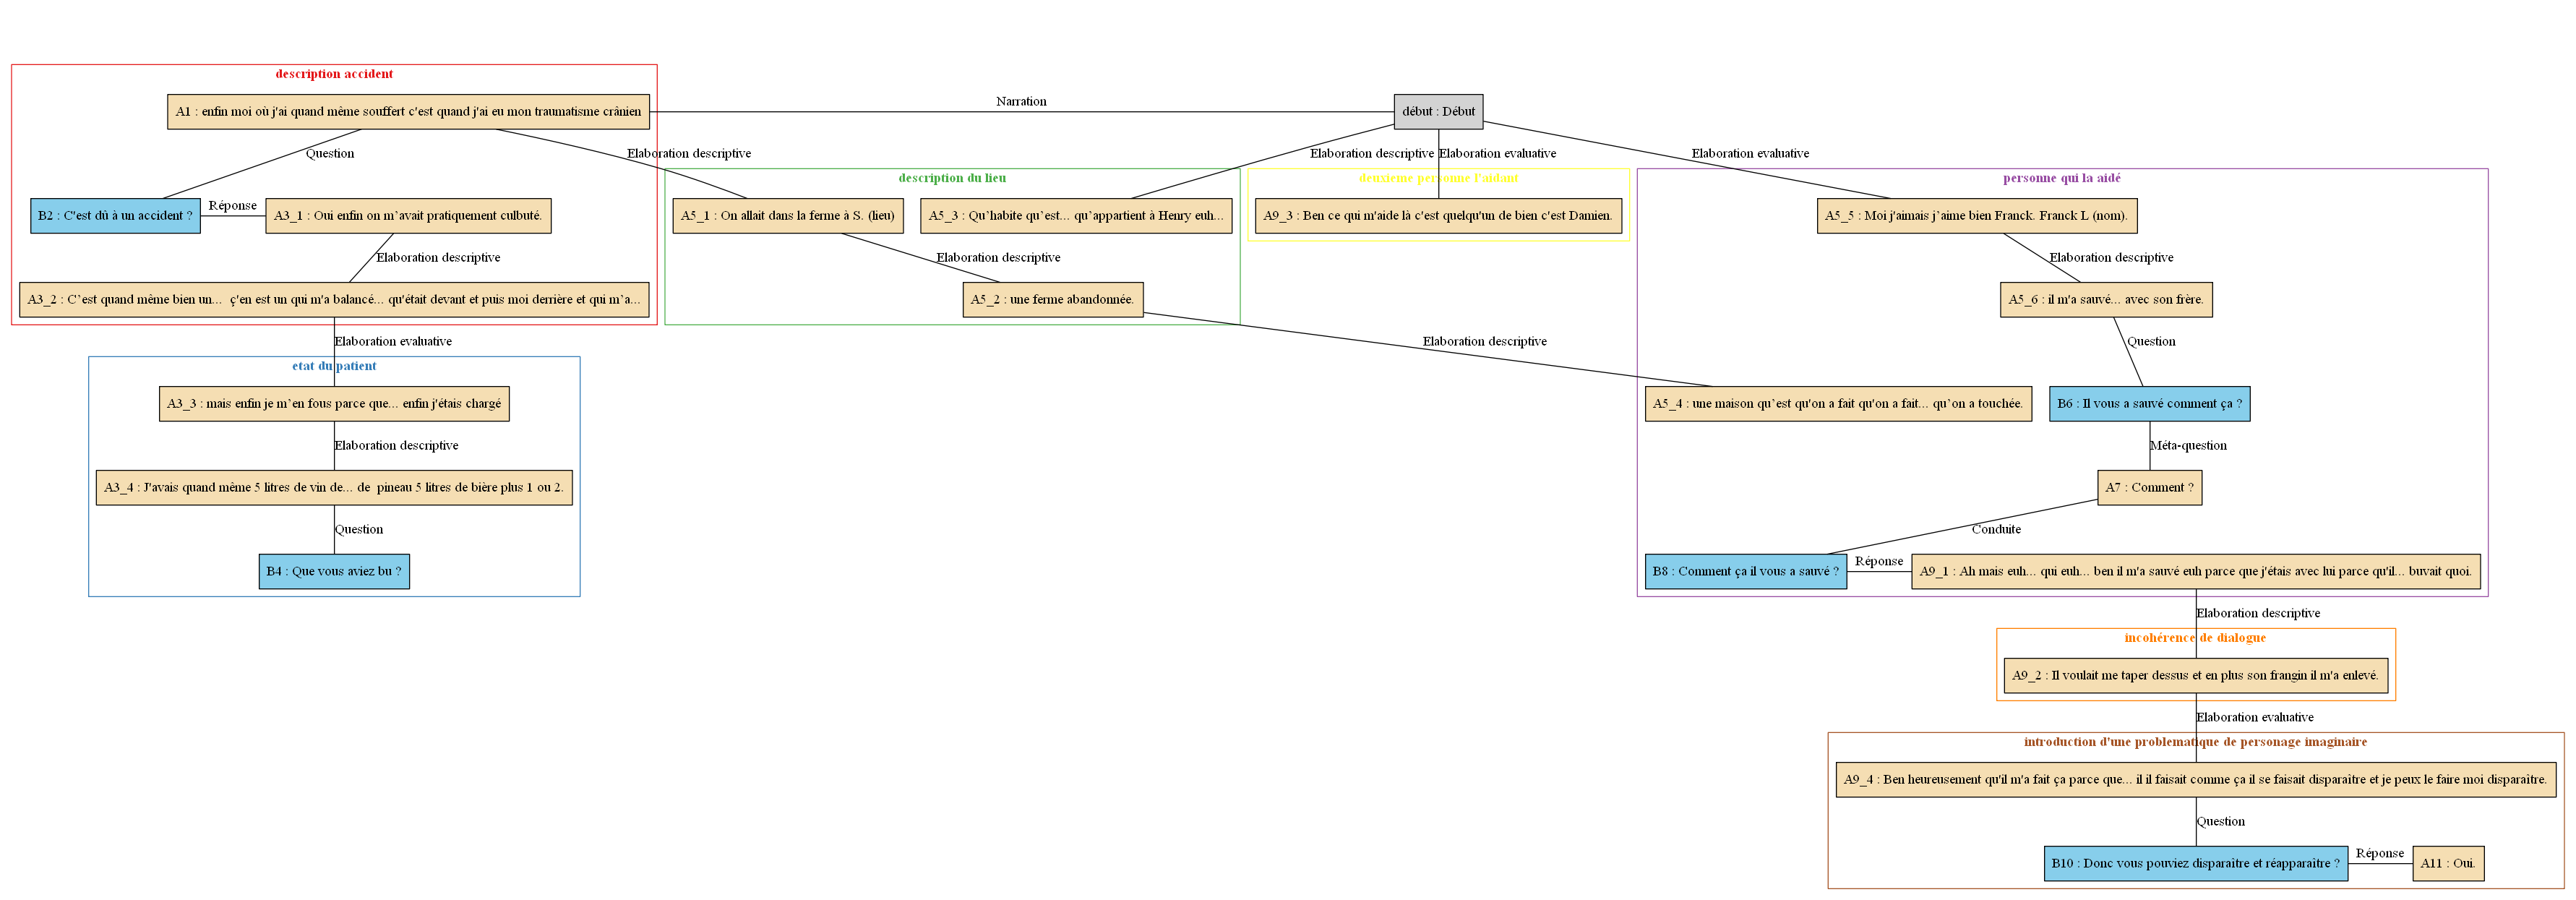 description accident
A1 : enfin moi où j'ai quand même souffert c'est quand j'ai eu mon traumatisme crânien
Narration
début : Début
Question
Elaboration descriptive
Elaboration descriptive
Elaboration evaluative
Elaboration evaluative
description du lieu
deuxieme personne l'aidant
personne qui la aidé
B2 : C'est dû à un accident ?
Réponse
A3_1 : Oui enfin on m’avait pratiquement culbuté.
A5_1 : On allait dans la ferme à S. (lieu)
A5_3 : Qu’habite qu’est... qu’appartient à Henry euh...
A9_3 : Ben ce qui m'aide là c'est quelqu'un de bien c'est Damien.
A5_5 : Moi j'aimais j’aime bien Franck. Franck L (nom).
Elaboration descriptive
Elaboration descriptive
Elaboration descriptive
A3_2 : C’est quand même bien un...  ç'en est un qui m'a balancé... qu'était devant et puis moi derrière et qui m’a...
A5_2 : une ferme abandonnée.
A5_6 : il m'a sauvé... avec son frère.
Elaboration evaluative
Elaboration descriptive
Question
etat du patient
A3_3 : mais enfin je m’en fous parce que... enfin j'étais chargé
A5_4 : une maison qu’est qu'on a fait qu'on a fait... qu’on a touchée.
B6 : Il vous a sauvé comment ça ?
Elaboration descriptive
Méta-question
A3_4 : J'avais quand même 5 litres de vin de... de  pineau 5 litres de bière plus 1 ou 2.
A7 : Comment ?
Question
Conduite
B4 : Que vous aviez bu ?
B8 : Comment ça il vous a sauvé ?
Réponse
A9_1 : Ah mais euh... qui euh... ben il m'a sauvé euh parce que j'étais avec lui parce qu'il... buvait quoi.
Elaboration descriptive
incohérence de dialogue
A9_2 : Il voulait me taper dessus et en plus son frangin il m'a enlevé.
Elaboration evaluative
introduction d'une problematique de personage imaginaire
A9_4 : Ben heureusement qu'il m'a fait ça parce que... il il faisait comme ça il se faisait disparaître et je peux le faire moi disparaître.
Question
B10 : Donc vous pouviez disparaître et réapparaître ?
Réponse
A11 : Oui.